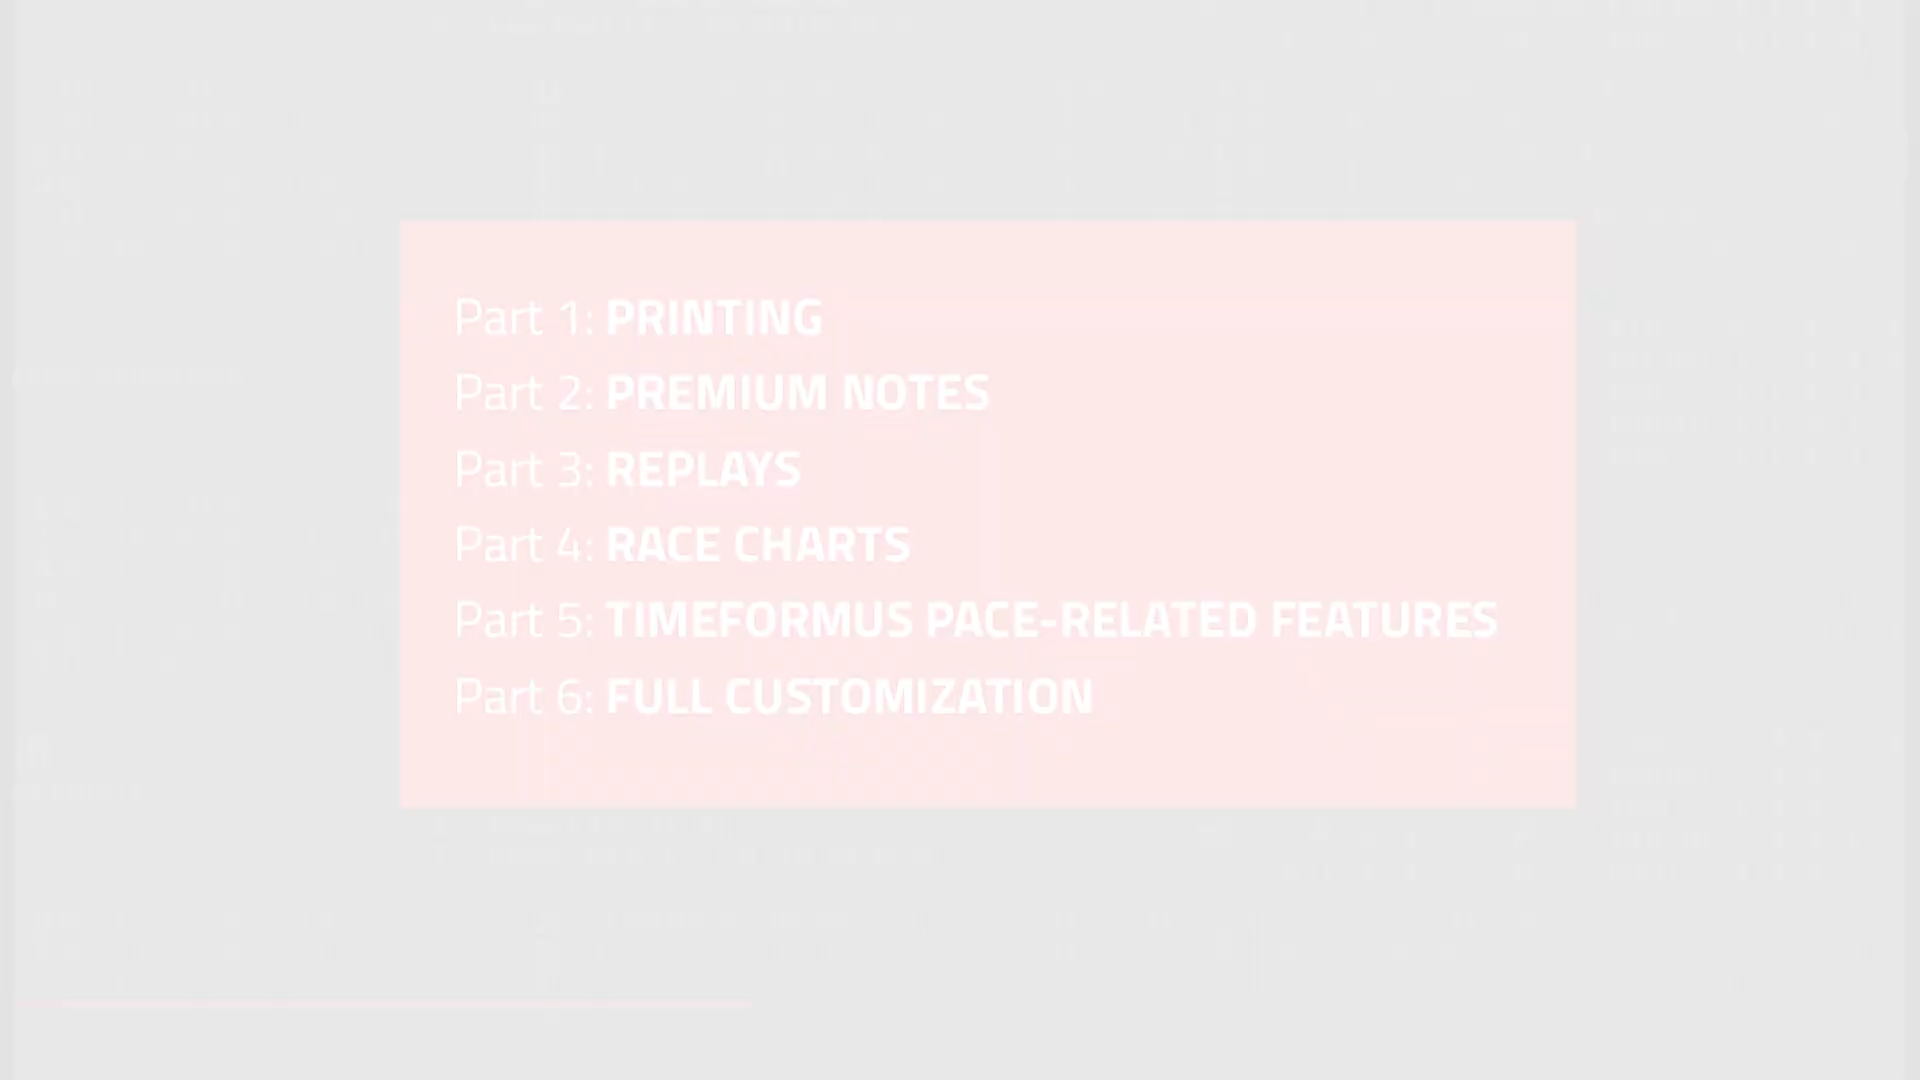 Part 1: PRINTING
Part 2: PREMIUM NOTES
Part 3: REPLAYS
Part 4: RACE CHARTS
Part 5: TIMEFORMUS PACE-RELATED FEATURES
Part 6: FULL CUSTOMIZATION